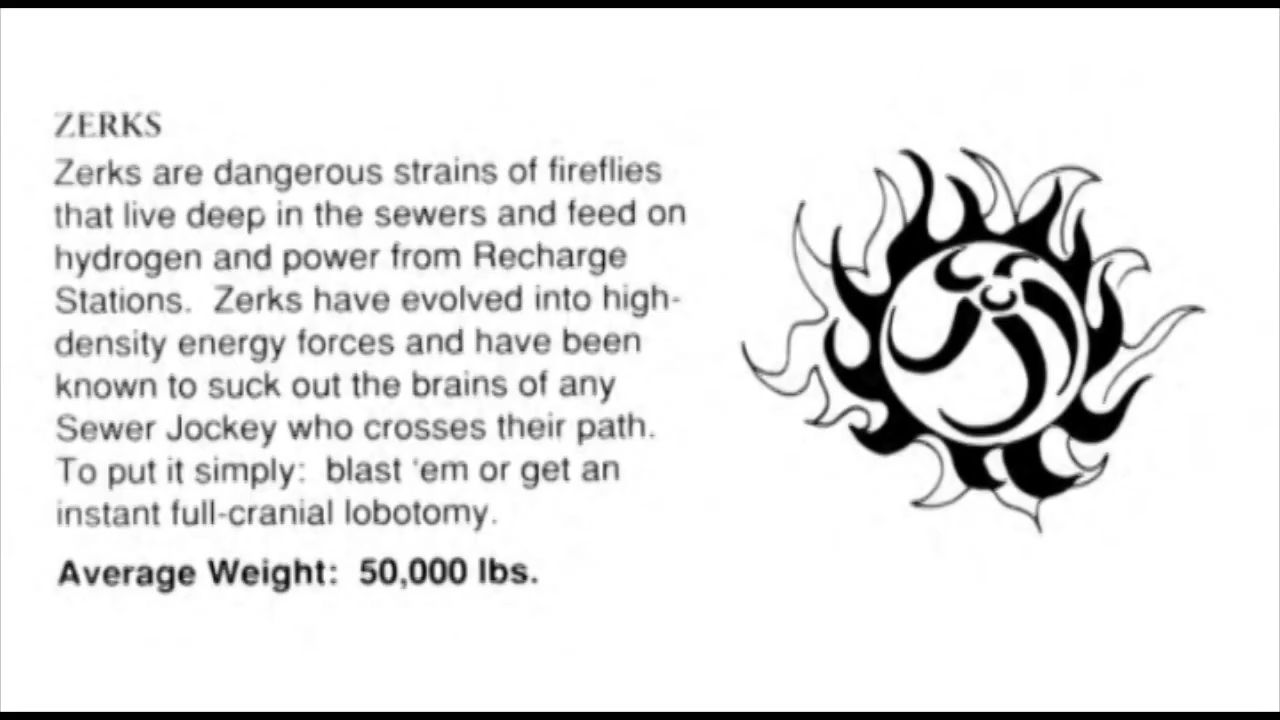 ZERKS
Zerks are dangerous strains of fireflies
that live deep in the sewers and feed on
hydrogen and power from Recharge
Stations. Zerks have evolved into high-
density energy forces and have been
known to suck out the brains of any
Sewer Jockey who crosses their path.
To put it simply: blast 'em or get an
instant full-cranial lobotomy.
Average Weight: 50,000 lbs.